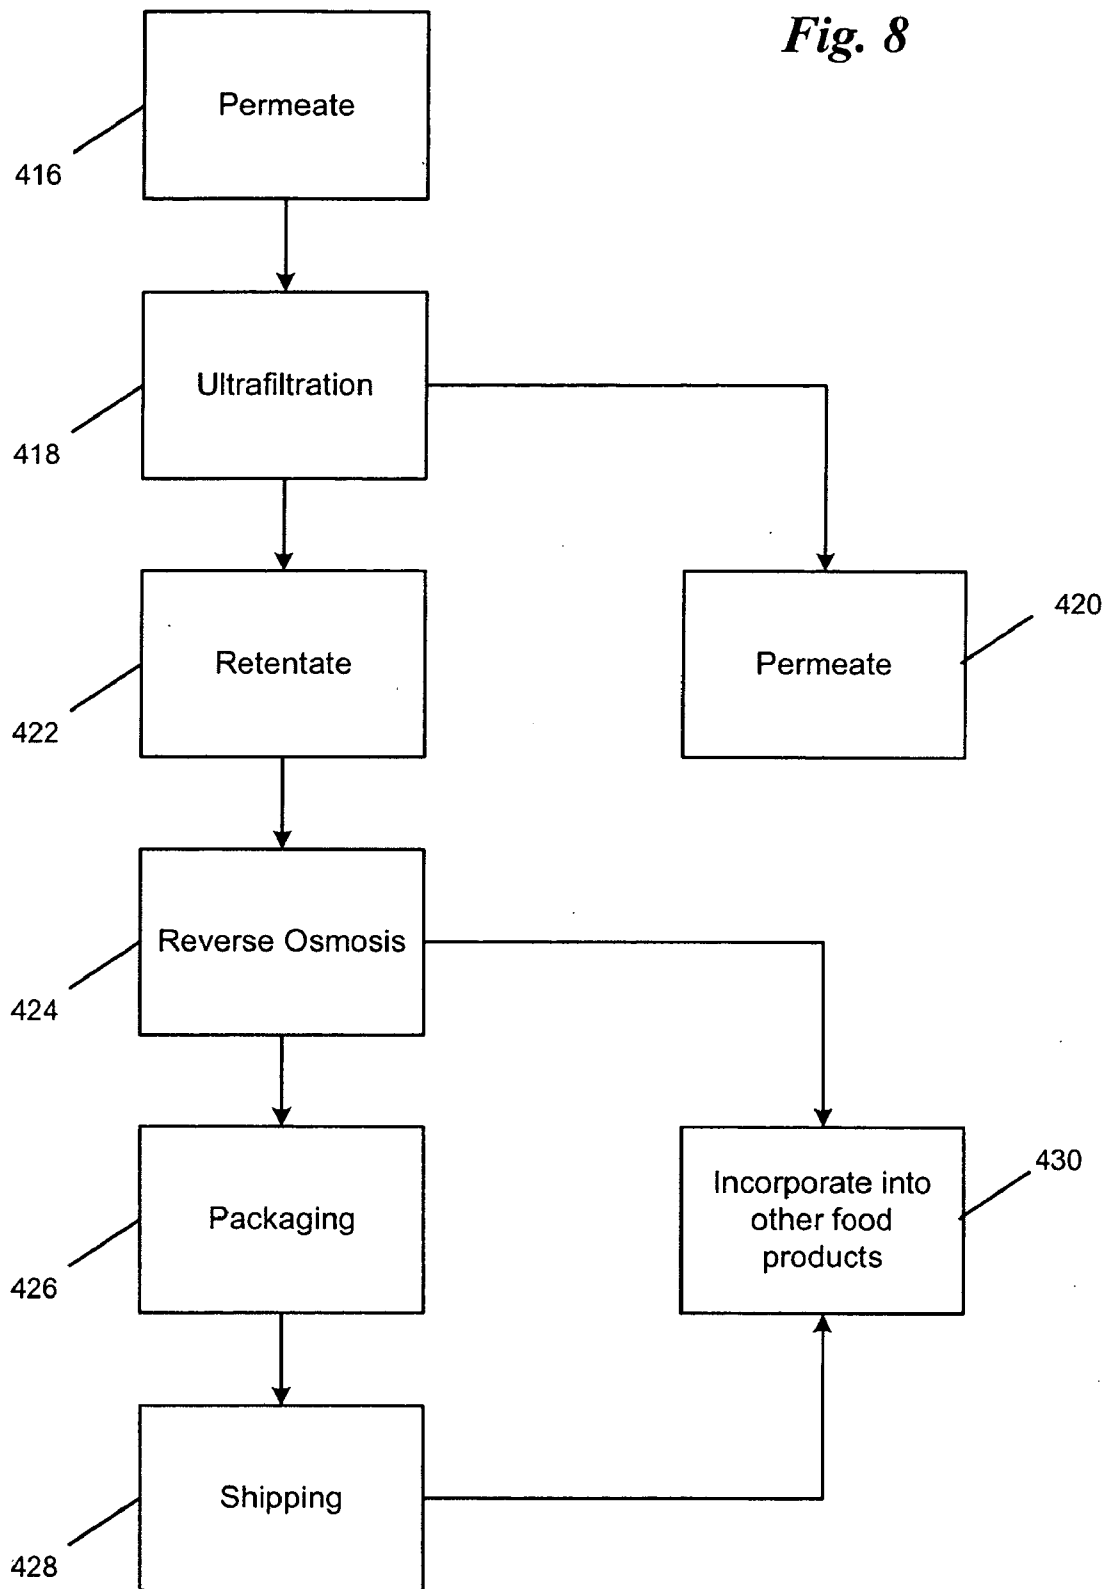 Fig. 8
Permeate
416
Ultrafiltration
418
Retentate
422
Permeate
420
Reverse Osmosis
424
Packaging
426
Incorporate into
other food
products
430
Shipping
428